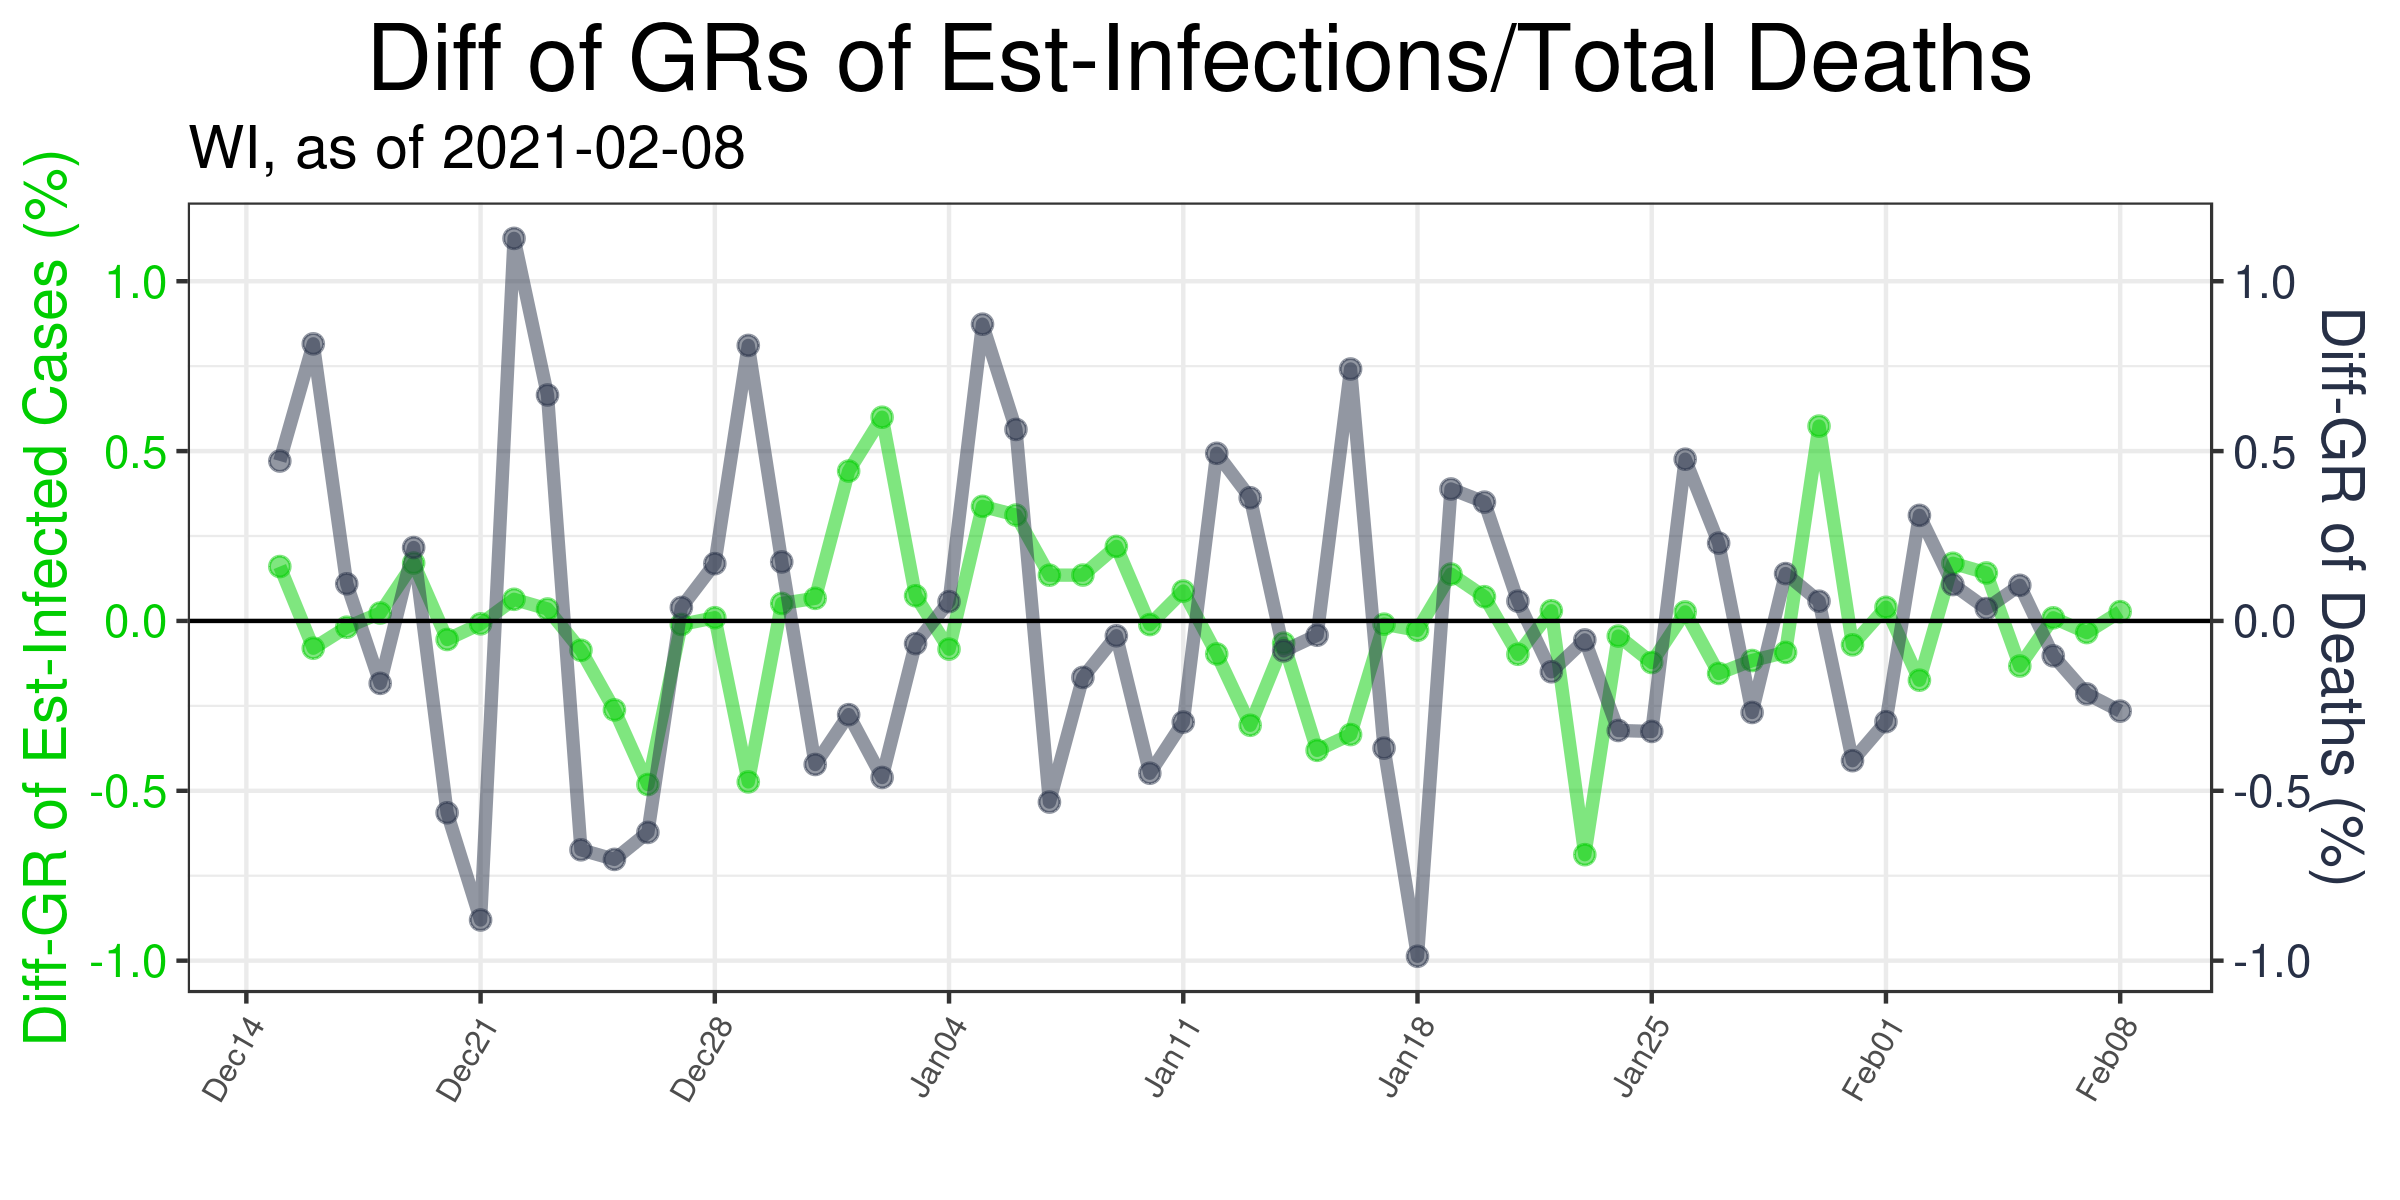 Diff of GRs of Est-Infections/Total Deaths
WI, as of 2021-02-08
Diff-GR of Est-Infected Cases (%)
1.0
0.5
0.0
-0.5
-1.0
1.0
0.5
0.0
-0.5
-1.0
Diff-GR of Deaths (%)
Dec14
Dec21
Dec28
Jan04
Jan11
Jan18
Jan25
Feb01
Feb08